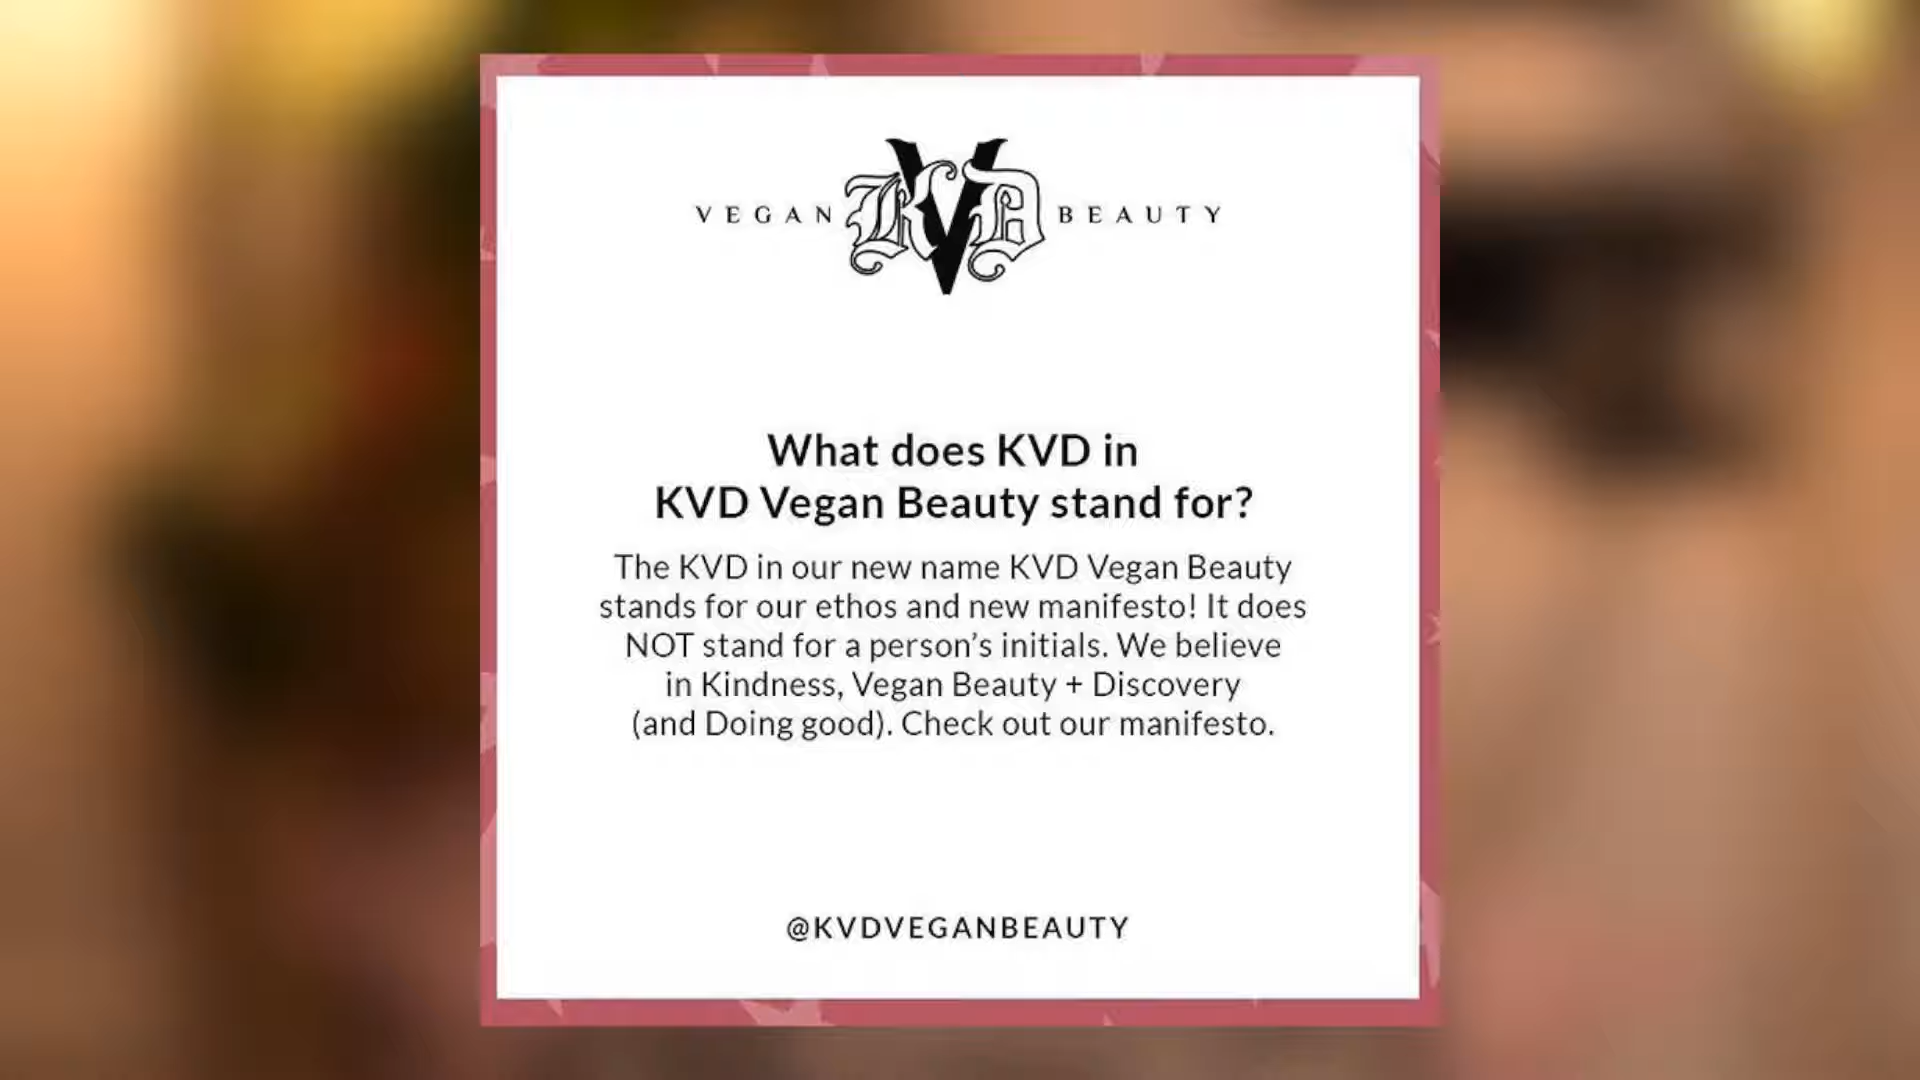 VEGAN KVD BEAUTY
What does KVD in
KVD Vegan Beauty stand for?
The KVD in our new name KVD Vegan Beauty
stands for our ethos and new manifesto! It does
NOT stand for a person’s initials. We believe
in Kindness, Vegan Beauty + Discovery
(and Doing good). Check out our manifesto.
@KVDVEGANBEAUTY